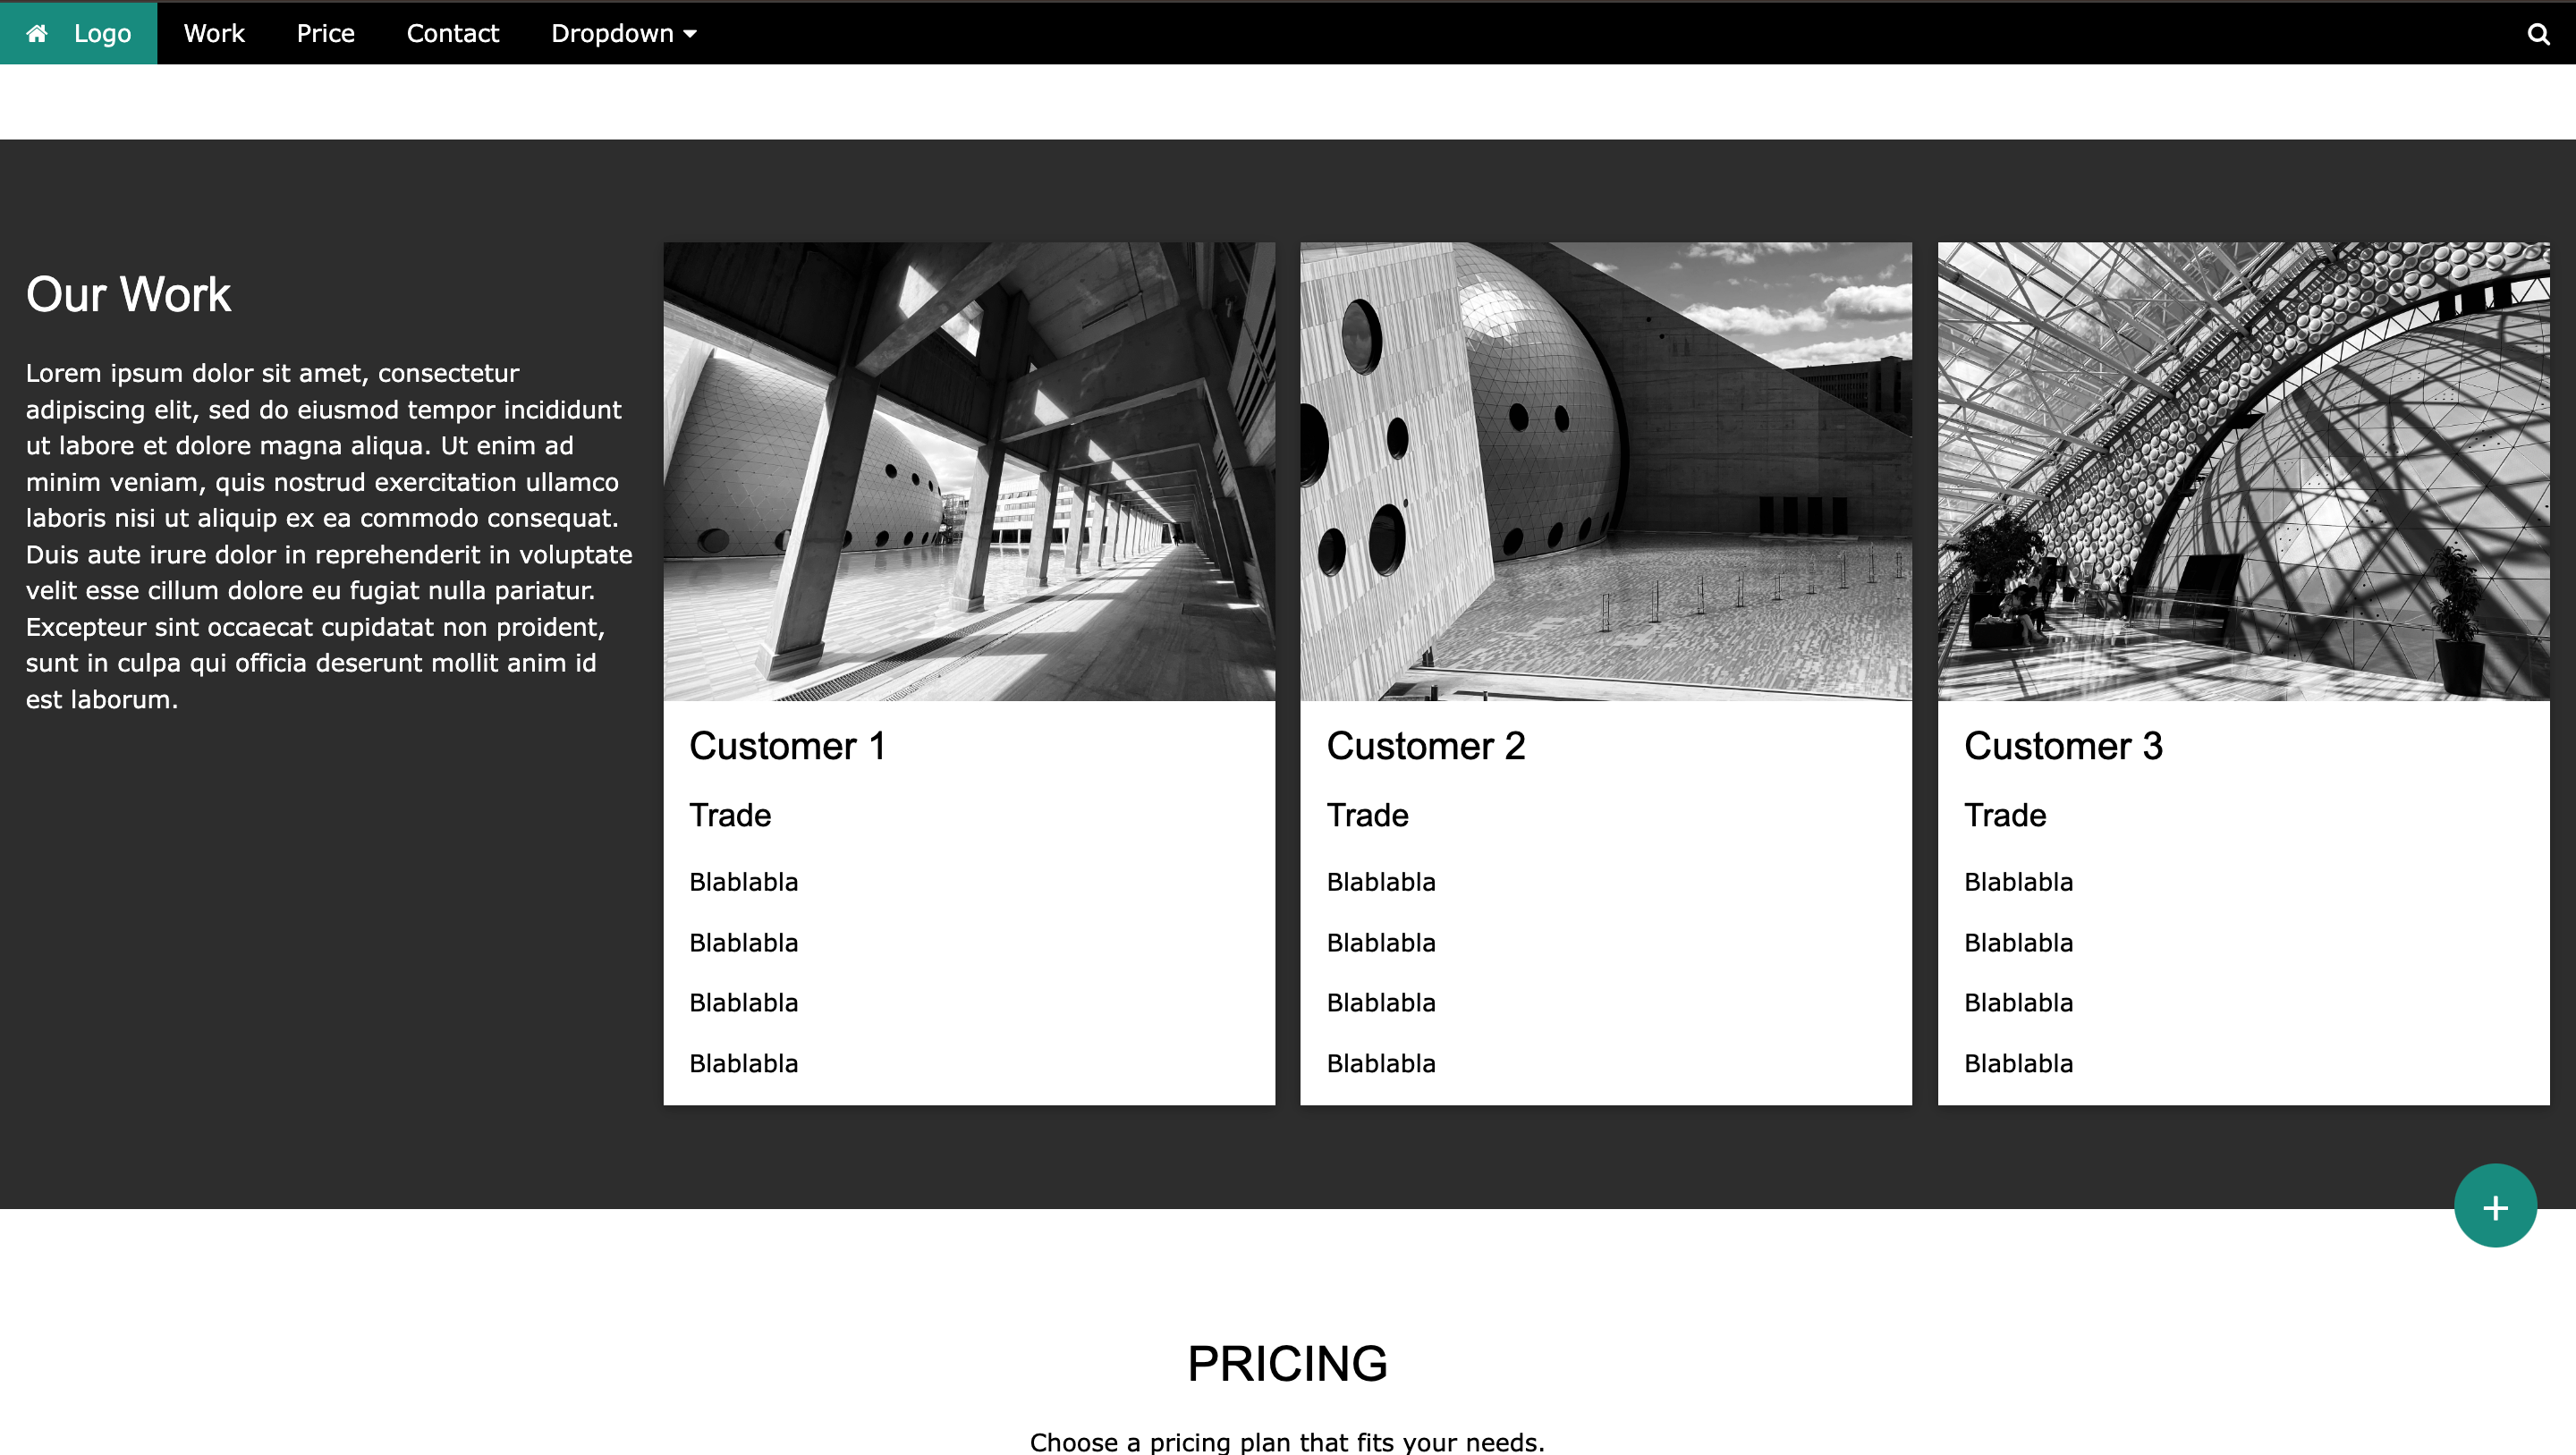 Logo Work Price Contact Dropdown
Our Work
Lorem ipsum dolor sit amet, consectetur
adipiscing elit, sed do eiusmod tempor incididunt
ut labore et dolore magna aliqua. Ut enim ad
minim veniam, quis nostrud exercitation ullamco
laboris nisi ut aliquip ex ea commodo consequat.
Duis aute irure dolor in reprehenderit in voluptate
velit esse cillum dolore eu fugiat nulla pariatur.
Excepteur sint occaecat cupidatat non proident,
sunt in culpa qui officia deserunt mollit anim id
est laborum.
Customer 1
Trade
Blablabla
Blablabla
Blablabla
Blablabla
Customer 2
Trade
Blablabla
Blablabla
Blablabla
Blablabla
Customer 3
Trade
Blablabla
Blablabla
Blablabla
Blablabla
+
PRICING
Choose a pricing plan that fits your needs.